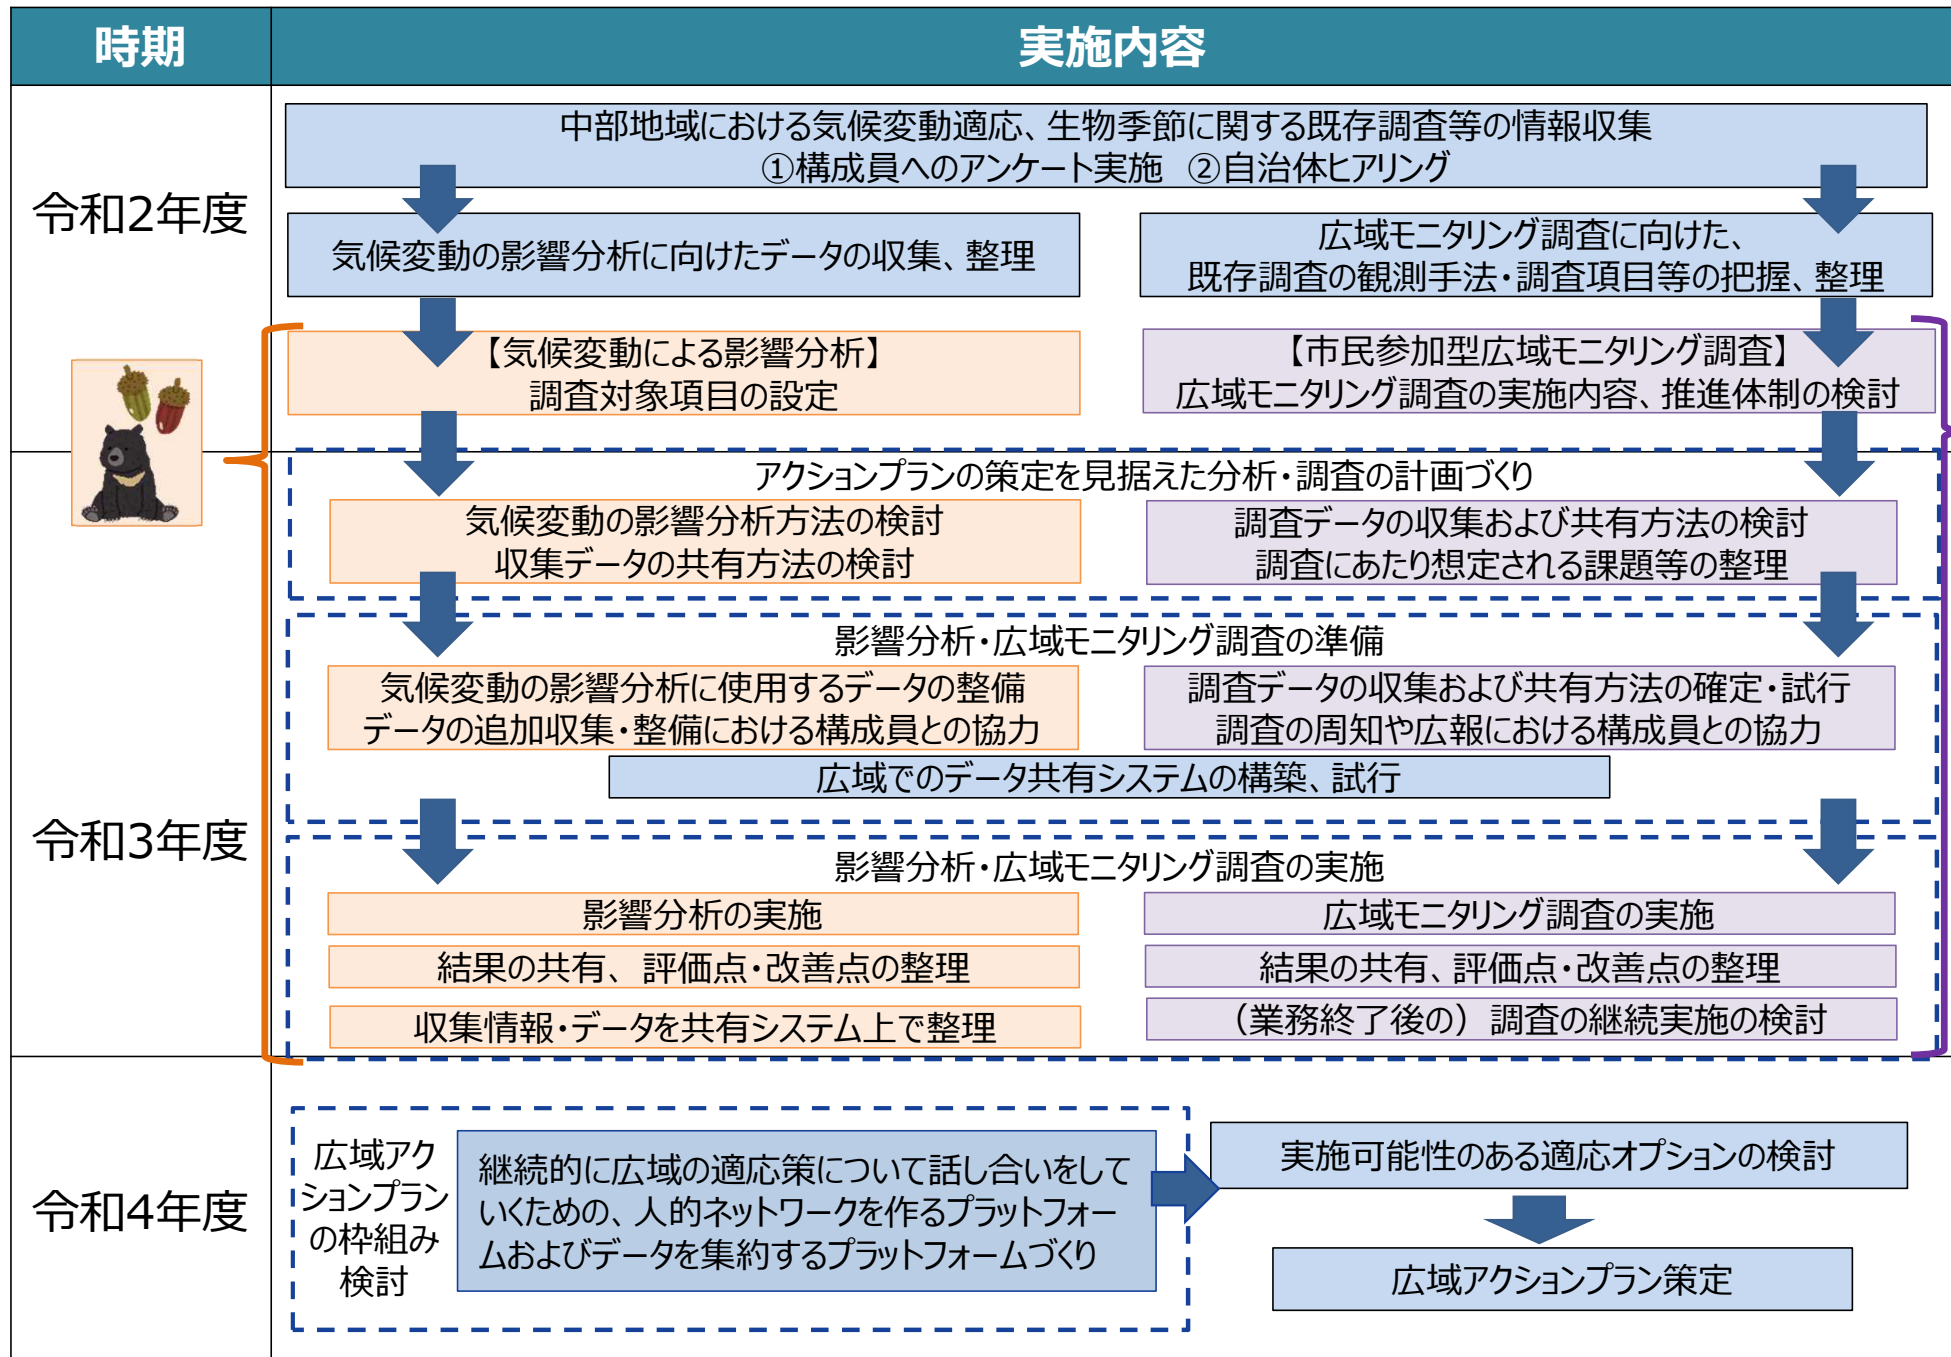 時期
実施内容
令和2年度
中部地域における気候変動適応、生物季節に関する既存調査等の情報収集
①構成員へのアンケート実施 ②自治体ヒアリング
気候変動の影響分析に向けたデータの収集、整理
広域モニタリング調査に向けた、
既存調査の観測手法・調査項目等の把握、整理
【気候変動による影響分析】
調査対象項目の設定
【市民参加型広域モニタリング調査】
広域モニタリング調査の実施内容、推進体制の検討
令和3年度
アクションプランの策定を見据えた分析・調査の計画づくり
気候変動の影響分析方法の検討
収集データの共有方法の検討
調査データの収集および共有方法の検討
調査にあたり想定される課題等の整理
影響分析・広域モニタリング調査の準備
気候変動の影響分析に使用するデータの整備
データの追加収集・整備における構成員との協力
調査データの収集および共有方法の確定・試行
調査の周知や広報における構成員との協力
広域でのデータ共有システムの構築、試行
影響分析・広域モニタリング調査の実施
影響分析の実施
結果の共有、評価点・改善点の整理
収集情報・データを共有システム上で整理
広域モニタリング調査の実施
結果の共有、評価点・改善点の整理
（業務終了後の）調査の継続実施の検討
令和4年度
広域アク
ションプラン
の枠組み
検討
継続的に広域の適応策について話し合いをして
いくための、人的ネットワークを作るプラットフォー
ムおよびデータを集約するプラットフォームづくり
実施可能性のある適応オプションの検討
広域アクションプラン策定